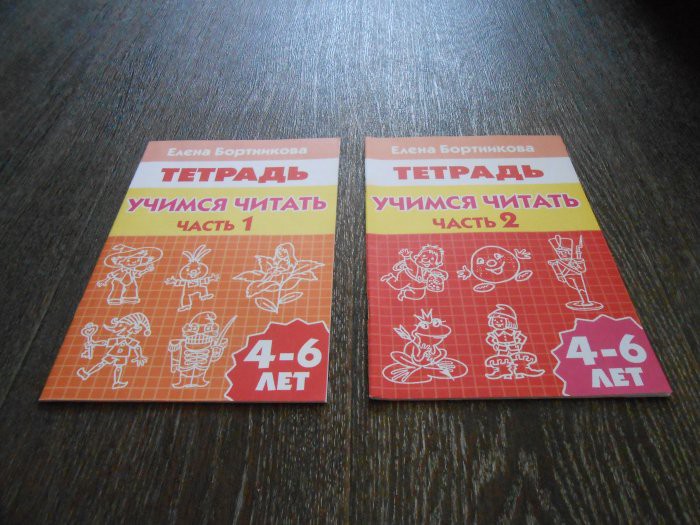 Елена Бортникова
ТЕТРАДЬ
УЧИМСЯ ЧИТАТЬ
ЧАСТЬ 1
4-6
ЛЕТ
Елена Бортникова
ТЕТРАДЬ
УЧИМСЯ ЧИТАТЬ
ЧАСТЬ 2
4-6
ЛЕТ